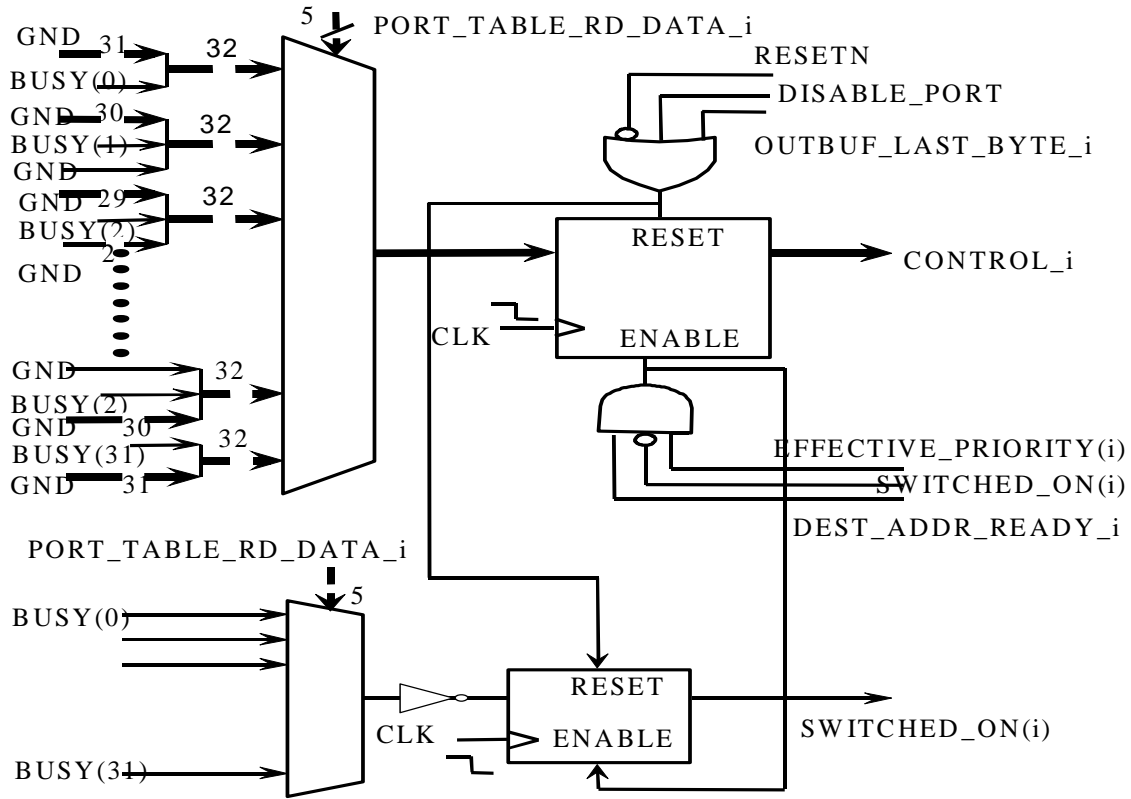 5
PORT_TABLE_RD_DATA_i
GND
31
32
BUSY(0)
GND
30
32
BUSY(1)
GND
GND
29
32
BUSY(2)
2
GND
RESETN
DISABLE_PORT
OUTBUF_LAST_BYTE_i
RESET
CONTROL_i
CLK
ENABLE
GND
32
BUSY(2)
GND
30
32
BUSY(31)
GND
31
EFFECTIVE_PRIORITY(i)
SWITCHED_ON(i)
DEST_ADDR_READY_i
PORT_TABLE_RD_DATA_i
5
BUSY(0)
RESET
CLK
ENABLE
SWITCHED_ON(i)
BUSY(31)